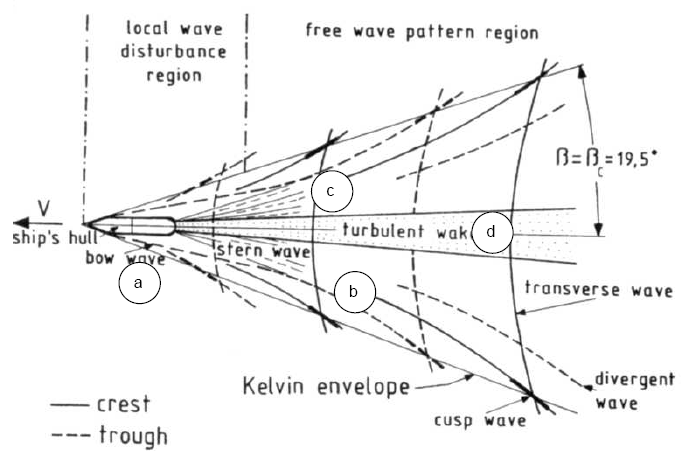 local wave
disturbance
region
free wave pattern region
ß=ß_c=19,5°
V
ship's hull
bow wave
stern wave
turbulent wak
a
b
c
d
transverse wave
divergent
wave
Kelvin envelope
cusp wave
crest
trough